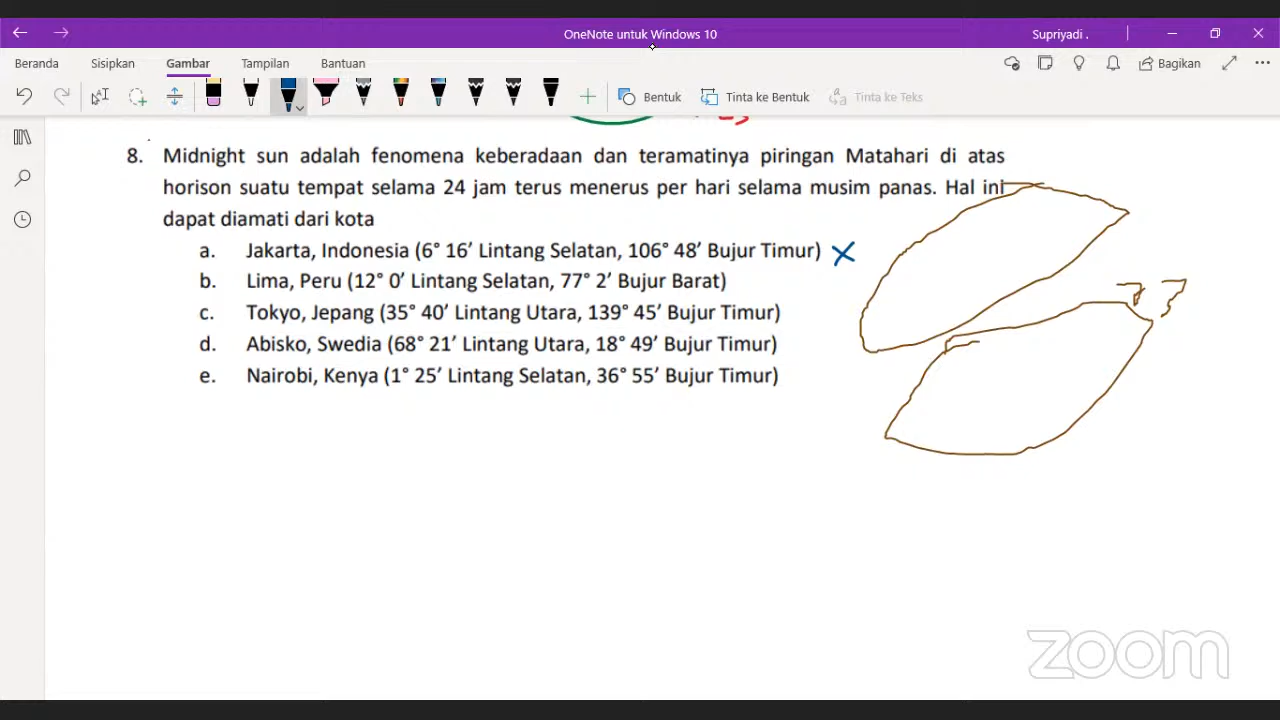 OneNote untuk Windows 10
Supriyadi .
Beranda Sisipkan Gambar Tampilan Bantuan
Bagikan
Bentuk Tinta ke Bentuk Tinta ke Teks
8. Midnight sun adalah fenomena keberadaan dan teramatinya piringan Matahari di atas
horison suatu tempat selama 24 jam terus menerus per hari selama musim panas. Hal ini
dapat diamati dari kota
a. Jakarta, Indonesia (6° 16’ Lintang Selatan, 106° 48’ Bujur Timur)
b. Lima, Peru (12° 0’ Lintang Selatan, 77° 2’ Bujur Barat)
c. Tokyo, Jepang (35° 40’ Lintang Utara, 139° 45’ Bujur Timur)
d. Abisko, Swedia (68° 21’ Lintang Utara, 18° 49’ Bujur Timur)
e. Nairobi, Kenya (1° 25’ Lintang Selatan, 36° 55’ Bujur Timur)
zoom